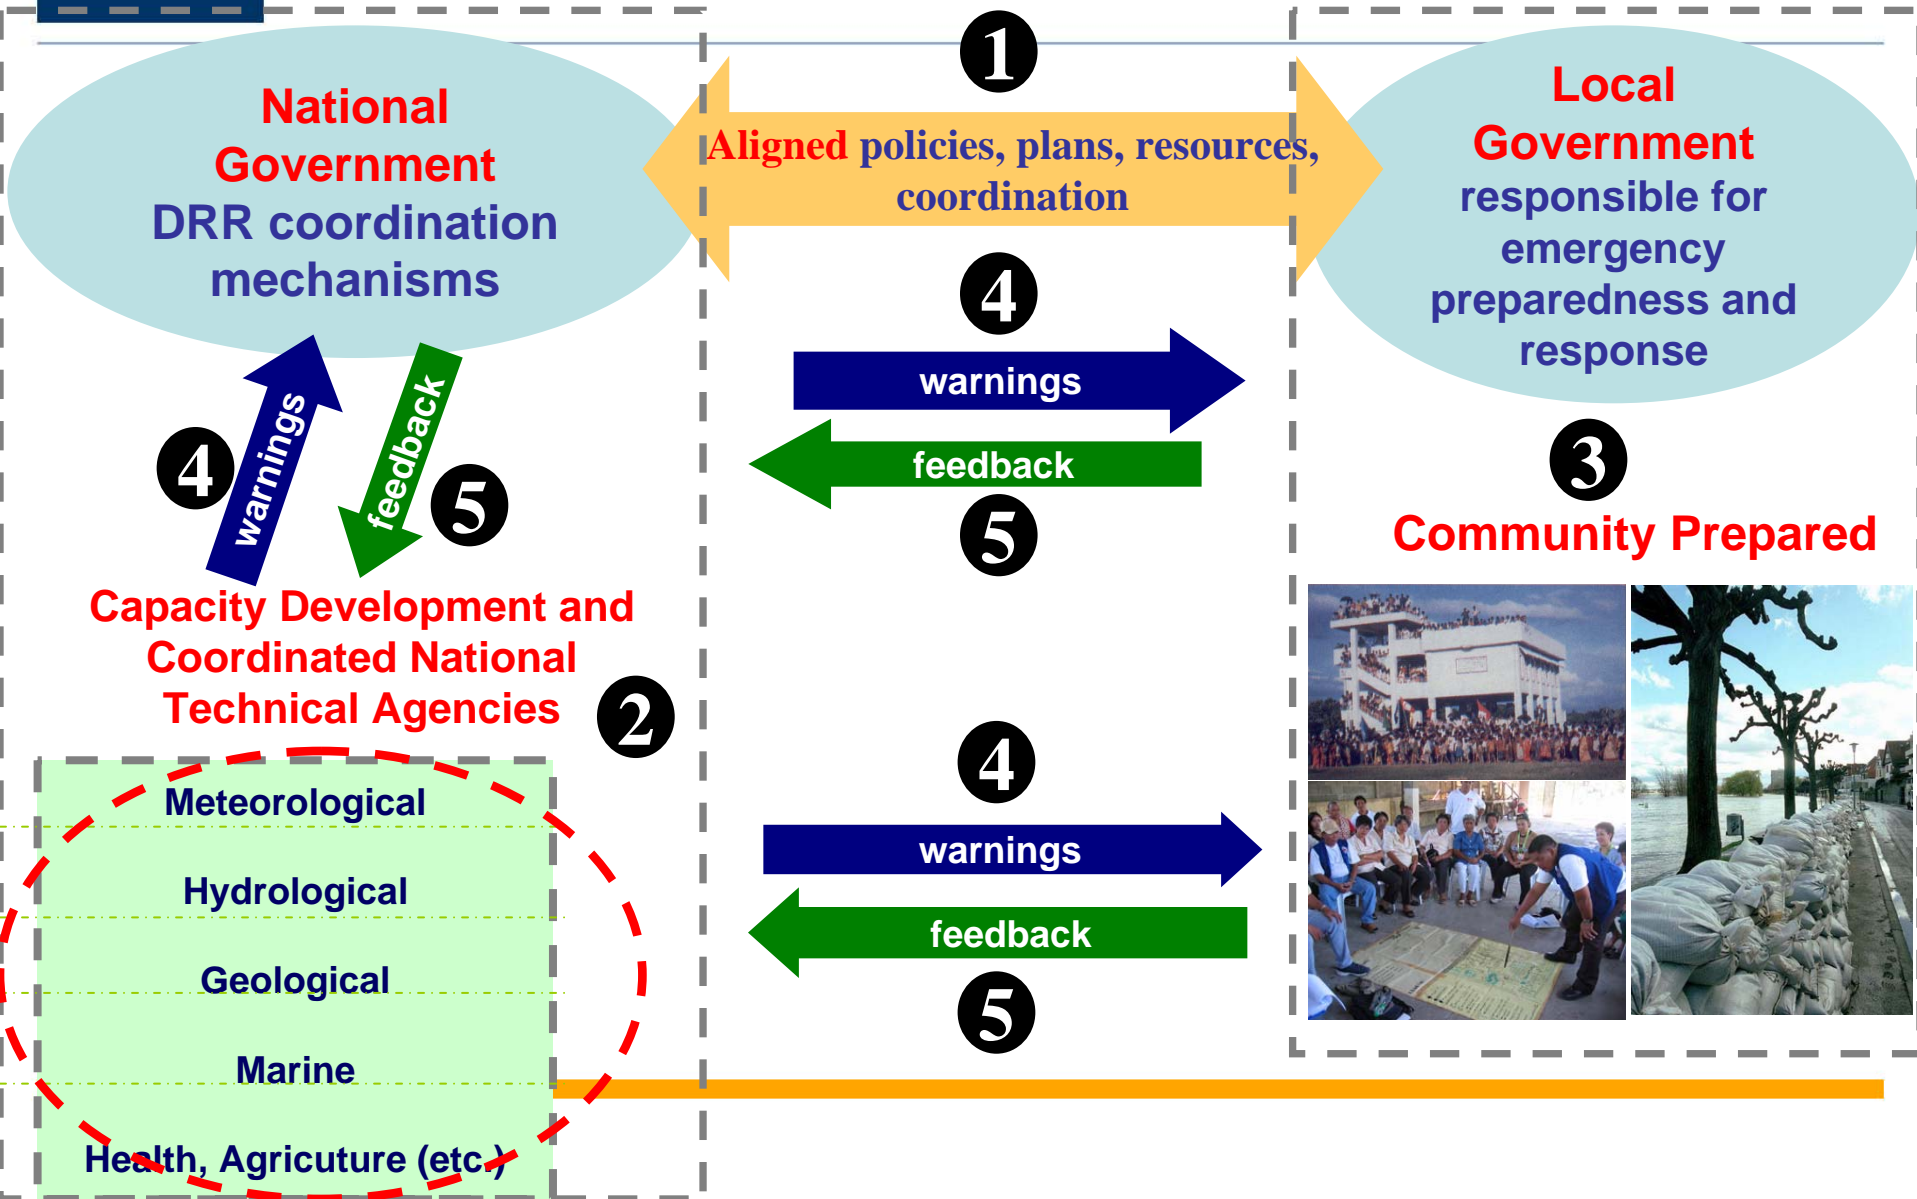 National
Government
DRR coordination
mechanisms
1
Aligned policies, plans, resources,
coordination
Local
Government
responsible for
emergency
preparedness and
response
4
warnings
feedback
5
4
warnings
feedback
5
3
Community Prepared
Capacity Development and
Coordinated National
Technical Agencies
2
Meteorological
Hydrological
Geological
Marine
Health, Agricuture (etc.)
4
warnings
feedback
5